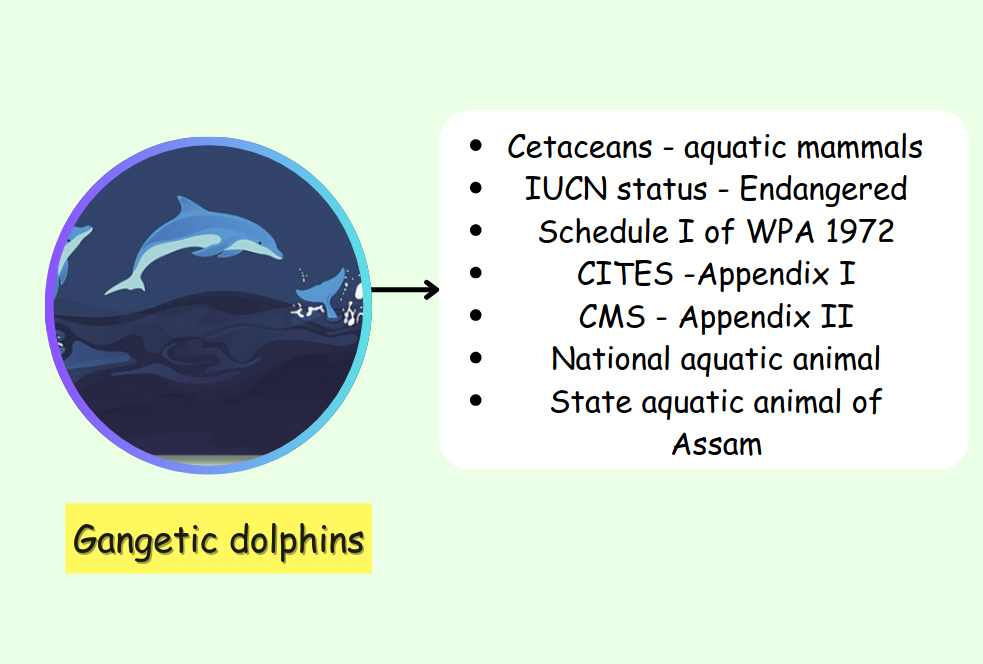 • Cetaceans - aquatic mammals
• IUCN status - Endangered
• Schedule I of WPA 1972
• CITES -Appendix I
• CMS - Appendix II
• National aquatic animal
• State aquatic animal of
Assam
Gangetic dolphins